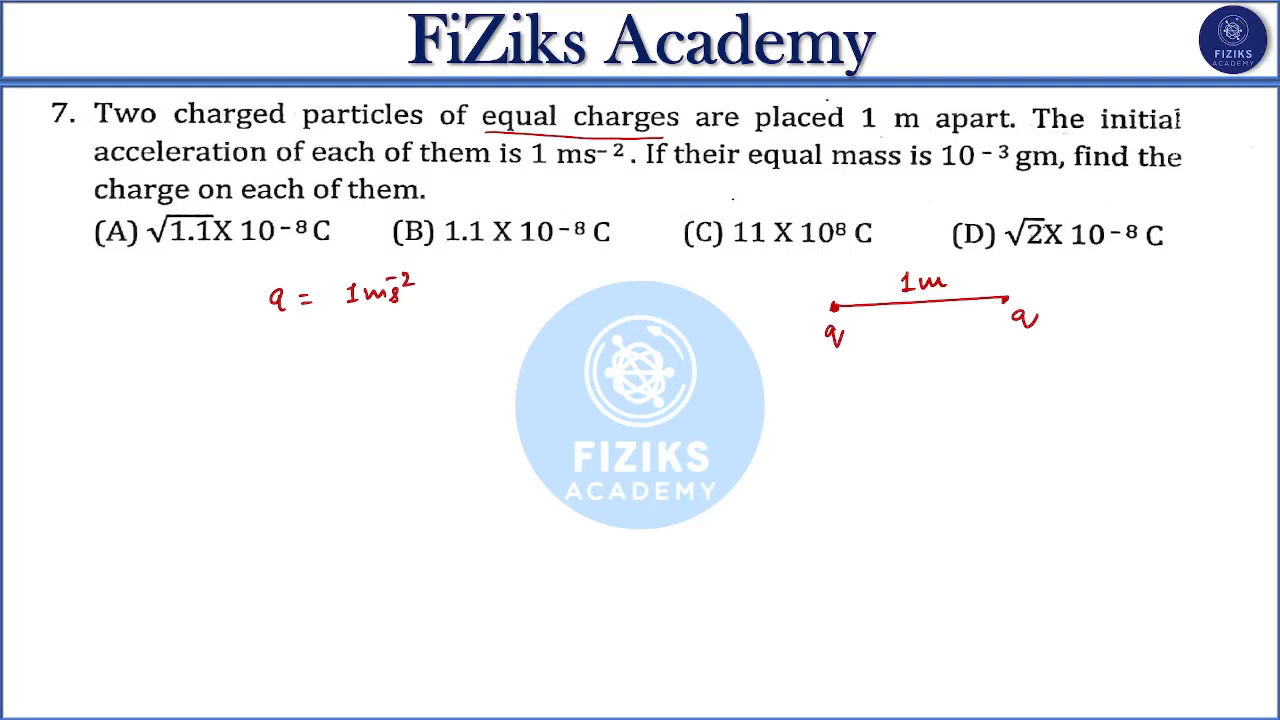 FiZiks Academy
FIZIKS
ACADEMY
7. Two charged particles of equal charges are placed 1 m apart. The initial
acceleration of each of them is 1 ms⁻². If their equal mass is 10⁻³ gm, find the
charge on each of them.
(A) √1.1 X 10⁻⁸ C (B) 1.1 X 10⁻⁸ C (C) 11 X 10⁸ C (D) √2 X 10⁻⁸ C
a = 1ms⁻²
1m
q q
FIZIKS
ACADEMY